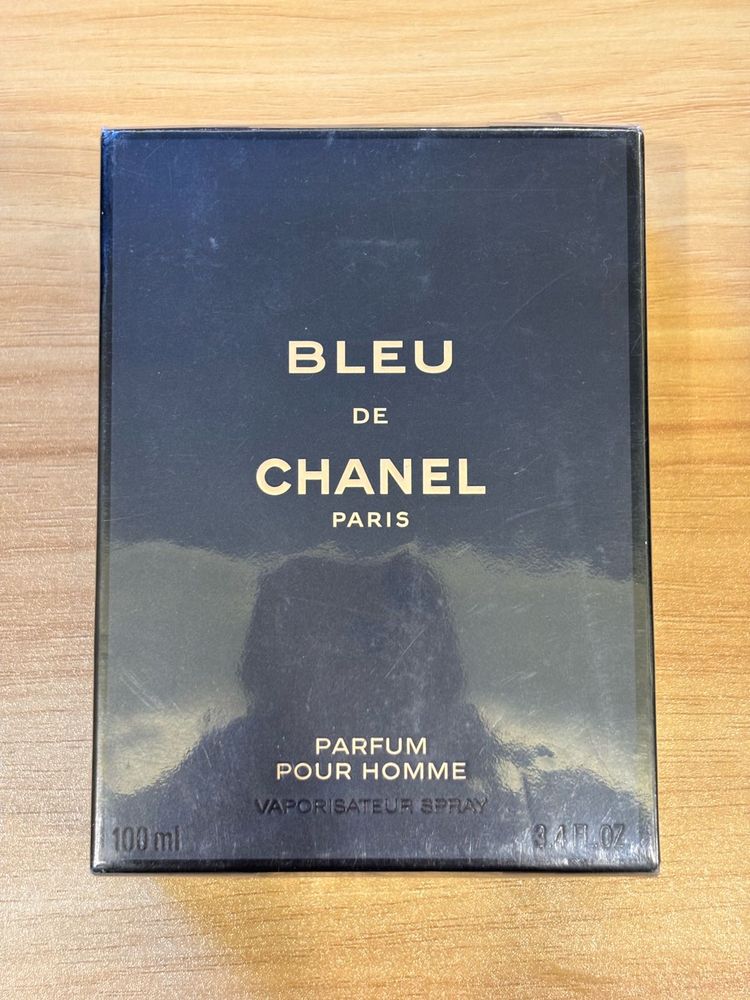 BLEU
DE
CHANEL
PARIS
PARFUM
POUR HOMME
VAPORISATEUR SPRAY
100 ml
3.4 FL.OZ